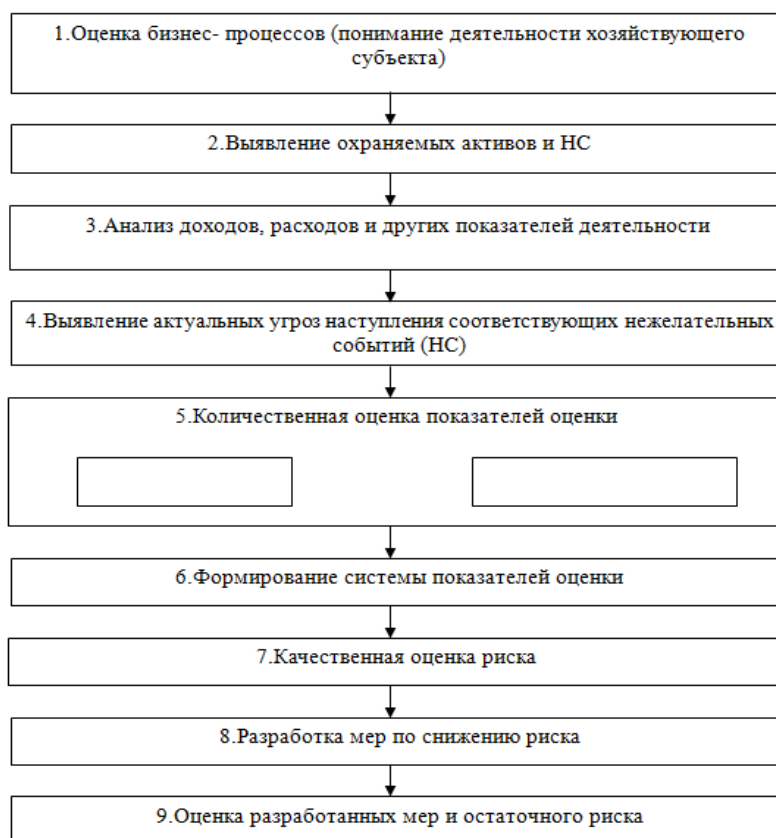 1.Оценка бизнес- процессов (понимание деятельности хозяйствующего
субъекта)
2.Выявление охраняемых активов и НС
3.Анализ доходов, расходов и других показателей деятельности
4.Выявление актуальных угроз наступления соответствующих нежелательных
событий (НС)
5.Количественная оценка показателей оценки
6.Формирование системы показателей оценки
7.Качественная оценка риска
8.Разработка мер по снижению риска
9.Оценка разработанных мер и остаточного риска